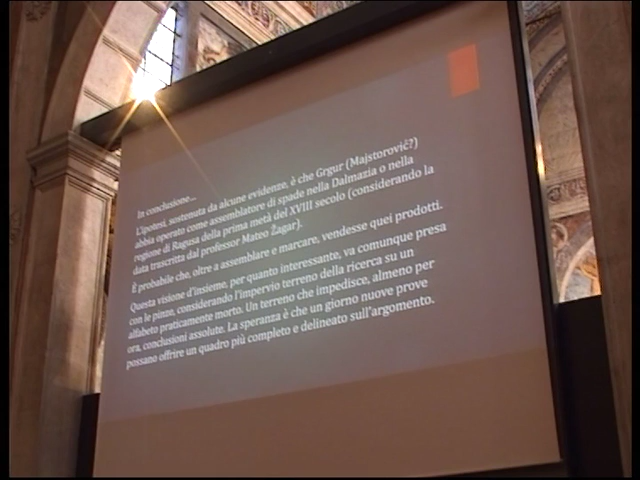 In conclusione...
L'ipotesi, sostenuta da alcune evidenze, è che Grgur (Majstorović?)
abbia operato come assemblatore di spade nella Dalmazia o nella
regione di Ragusa della prima metà del XVIII secolo (considerando la
data trascritta dal professor Mateo Žagar).
È probabile che, oltre a assemblare e marcare, vendesse quei prodotti.
Questa visione d'insieme, per quanto interessante, va comunque presa
con le pinze, considerando l'impervio terreno della ricerca su un
alfabeto praticamente morto. Un terreno che impedisce, almeno per
ora, conclusioni assolute. La speranza è che un giorno nuove prove
possano offrire un quadro più completo e delineato sull'argomento.